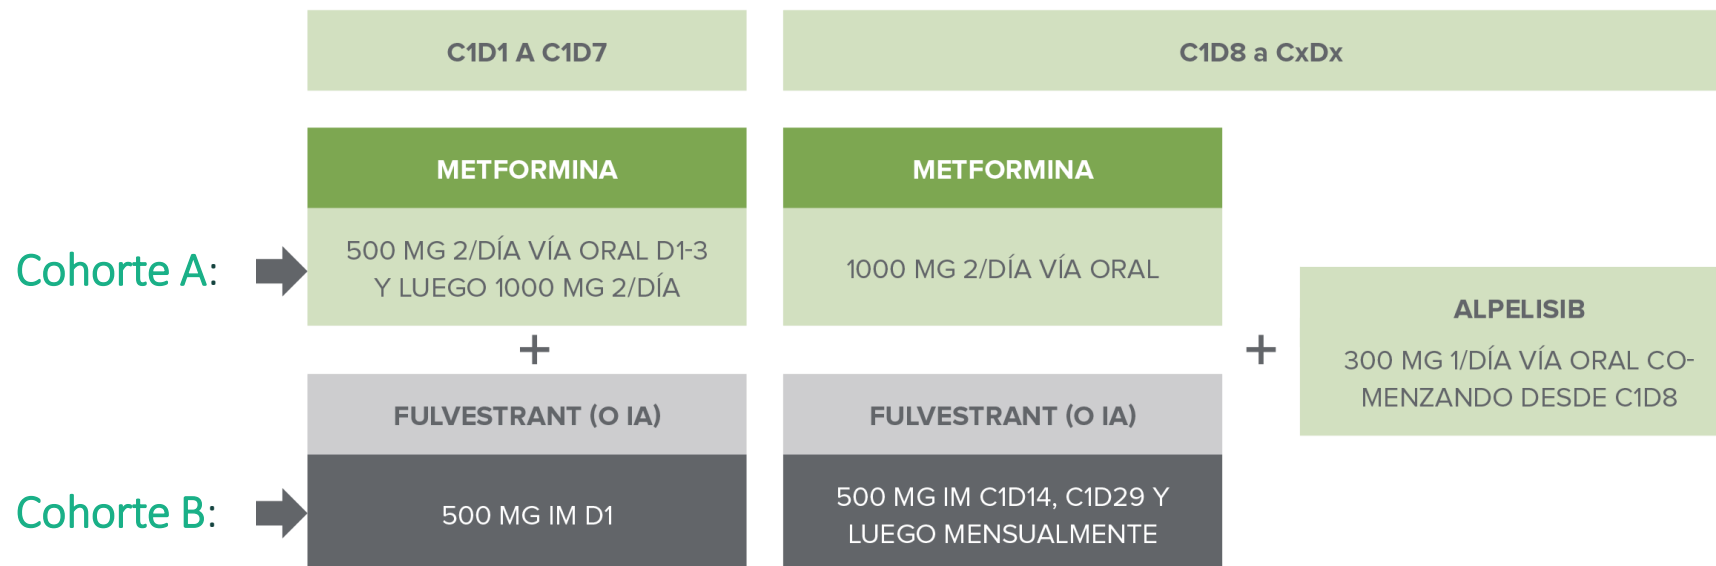 C1D1 A C1D7
C1D8 a CxDx
METFORMINA
METFORMINA
Cohorte A:
500 MG 2/DÍA VÍA ORAL D1-3
Y LUEGO 1000 MG 2/DÍA
1000 MG 2/DÍA VÍA ORAL
+
+
ALPELISIB
300 MG 1/DÍA VÍA ORAL CO-
MENZANDO DESDE C1D8
FULVESTRANT (O IA)
FULVESTRANT (O IA)
Cohorte B:
500 MG IM D1
500 MG IM C1D14, C1D29 Y
LUEGO MENSUALMENTE